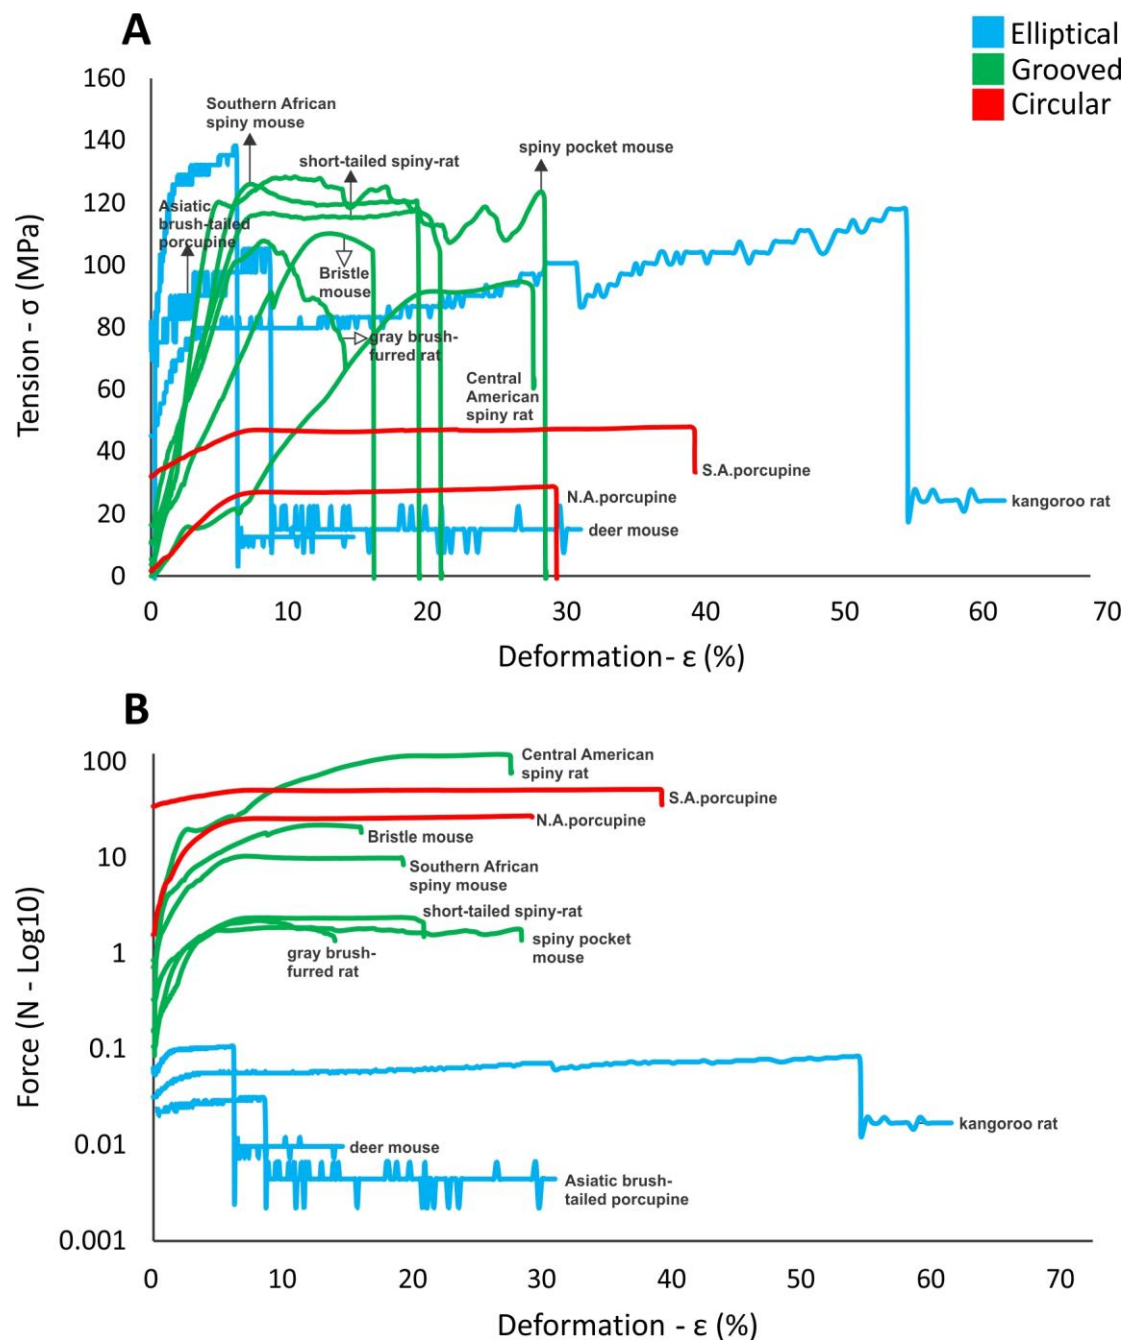 A
Elliptical
Grooved
Circular
160
140
120
100
80
60
40
20
0
Tension - σ (MPa)
Southern African
spiny mouse
short-tailed spiny-rat
spiny pocket mouse
Asiatic
brush-tailed
porcupine
Bristle
mouse
gray brush-
furred rat
Central
American
spiny rat
S.A.porcupine
N.A.porcupine
deer mouse
kangoroo rat
0 10 20 30 40 50 60 70
Deformation- ε (%)
B
100
10
1
0.1
0.01
0.001
Force (N - Log10)
Central American
spiny rat
S.A.porcupine
N.A.porcupine
Bristle mouse
Southern African
spiny mouse
short-tailed spiny-rat
gray brush-
furred rat
spiny pocket
mouse
kangoroo rat
deer mouse
Asiatic brush-
tailed porcupine
0 10 20 30 40 50 60 70
Deformation - ε (%)